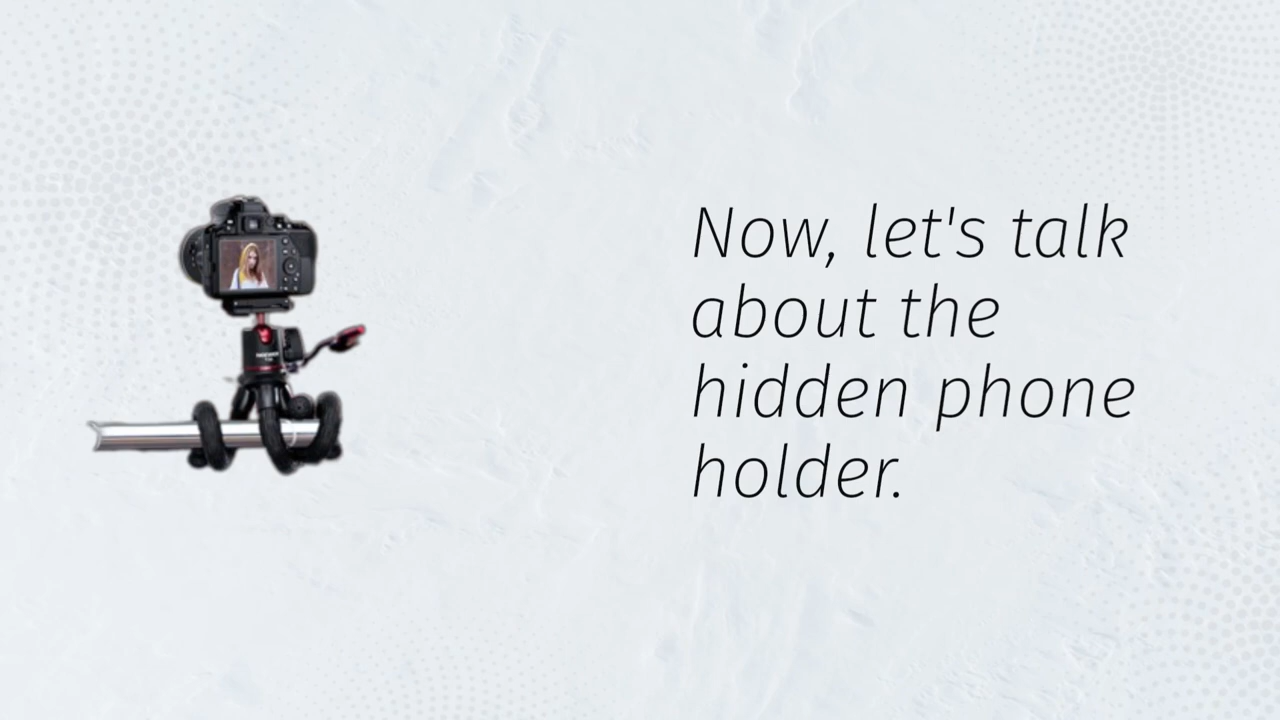 Now, let's talk
about the
hidden phone
holder.